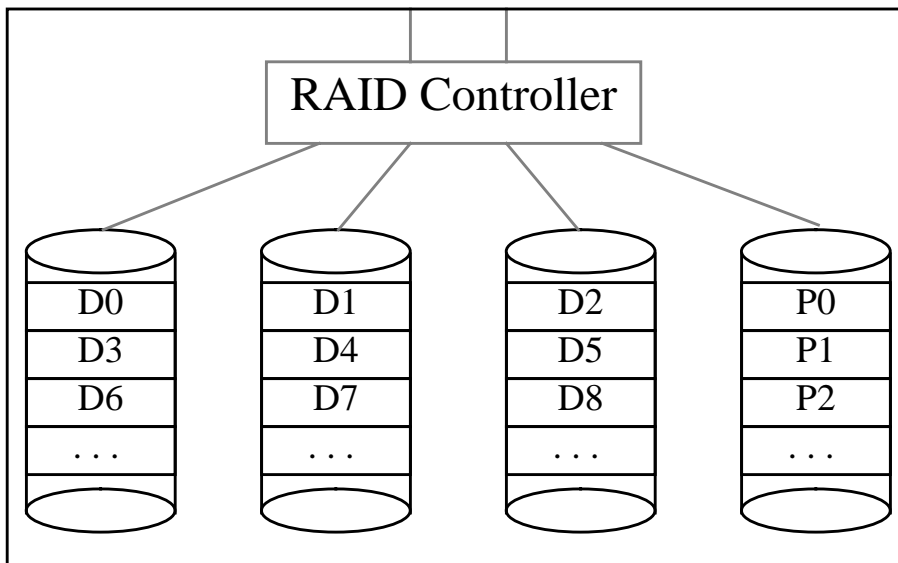 RAID Controller
D0 D1 D2 P0
D3 D4 D5 P1
D6 D7 D8 P2
. . . . . . . . . . . .